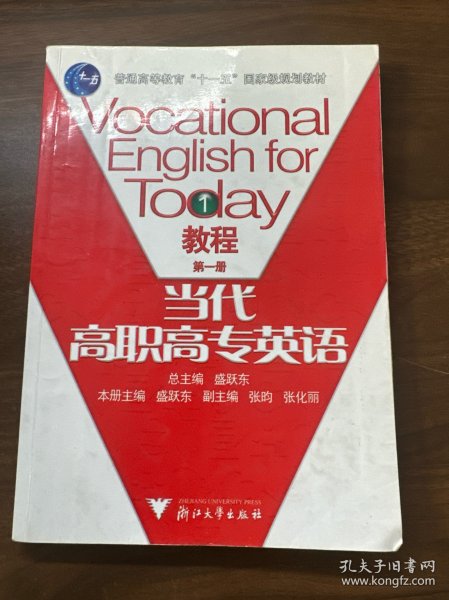 十一五
普通高等教育“十一五”国家级规划教材
Vocational
English for
Today
1
教程
第一册
当代
高职高专英语
总主编 盛跃东
本册主编 盛跃东 副主编 张昀 张化丽
ZHEJIANG UNIVERSITY PRESS
浙江大学出版社
孔夫子旧书网
www.kongfz.com